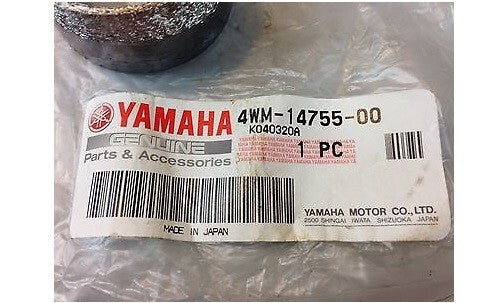 YAMAHA
GENUINE
Parts & Accessories
4WM-14755-00
K040320A
1 PC
MADE IN JAPAN
YAMAHA MOTOR CO.,LTD.
2500 SHINGAI IWATA SHIZUOKA JAPAN